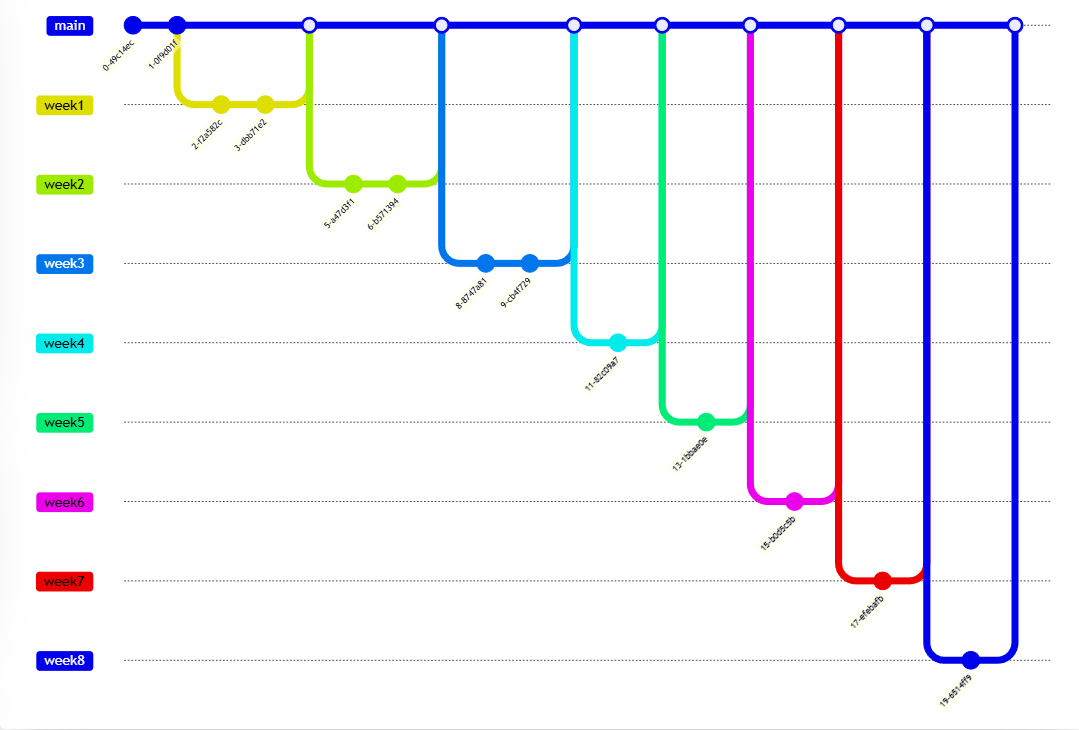 main
0-49c14ec
1-0f9d01f
week1
2-f2a582c
3-dbb71e2
week2
5-a47d3f1
6-b571394
week3
8-8747a81
9-cb4f729
week4
11-82c09a7
week5
13-1bbae0e
week6
15-b0d5c5b
week7
17-efebafb
week8
19-6514ff9